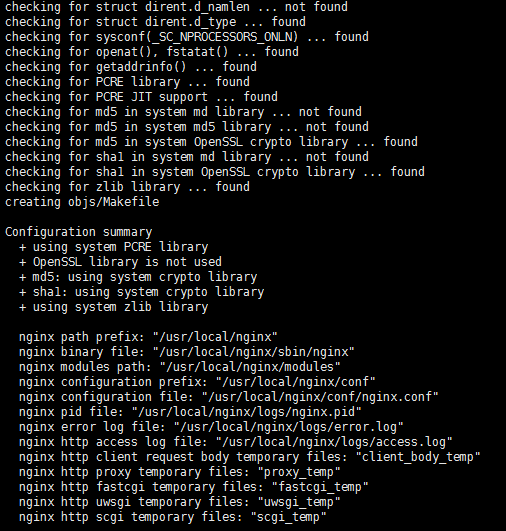 checking for struct dirent.d_namlen ... not found
checking for struct dirent.d_type ... found
checking for sysconf(_SC_NPROCESSORS_ONLN) ... found
checking for openat(), fstatat() ... found
checking for getaddrinfo() ... found
checking for PCRE library ... found
checking for PCRE JIT support ... found
checking for md5 in system md library ... not found
checking for md5 in system md5 library ... not found
checking for md5 in system OpenSSL crypto library ... found
checking for sha1 in system md library ... not found
checking for sha1 in system OpenSSL crypto library ... found
checking for zlib library ... found
creating objs/Makefile
Configuration summary
+ using system PCRE library
+ OpenSSL library is not used
+ md5: using system crypto library
+ sha1: using system crypto library
+ using system zlib library
nginx path prefix: "/usr/local/nginx"
nginx binary file: "/usr/local/nginx/sbin/nginx"
nginx modules path: "/usr/local/nginx/modules"
nginx configuration prefix: "/usr/local/nginx/conf"
nginx configuration file: "/usr/local/nginx/conf/nginx.conf"
nginx pid file: "/usr/local/nginx/logs/nginx.pid"
nginx error log file: "/usr/local/nginx/logs/error.log"
nginx http access log file: "/usr/local/nginx/logs/access.log"
nginx http client request body temporary files: "client_body_temp"
nginx http proxy temporary files: "proxy_temp"
nginx http fastcgi temporary files: "fastcgi_temp"
nginx http uwsgi temporary files: "uwsgi_temp"
nginx http scgi temporary files: "scgi_temp"